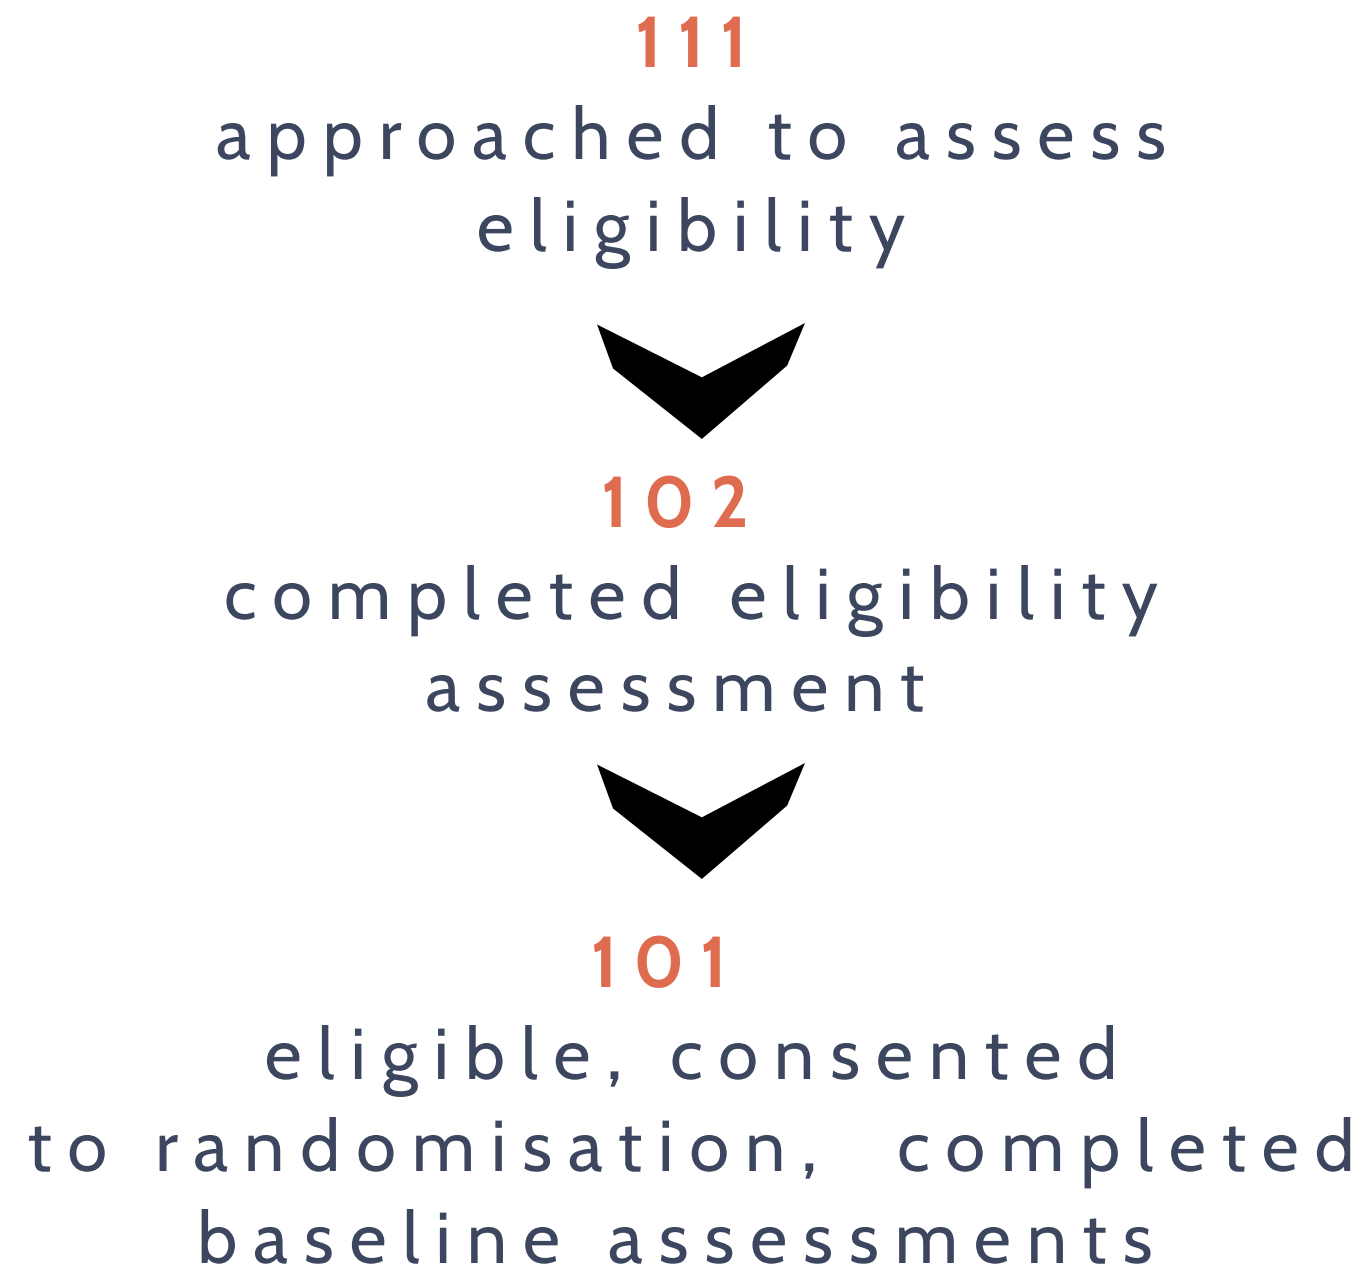 111
approached to assess
eligibility
102
completed eligibility
assessment
101
eligible, consented
to randomisation, completed
baseline assessments